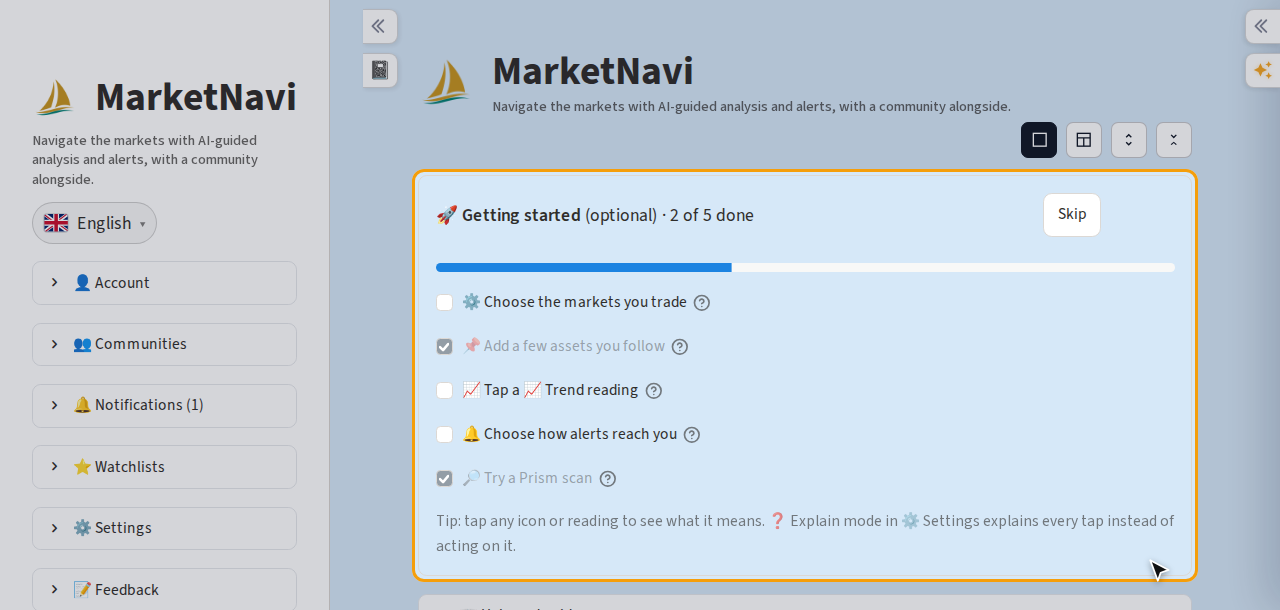 MarketNavi
Navigate the markets with AI-guided
analysis and alerts, with a community
alongside.
English
Account
Communities
Notifications (1)
Watchlists
Settings
Feedback
MarketNavi
Navigate the markets with AI-guided analysis and alerts, with a community alongside.
🚀 Getting started (optional) · 2 of 5 done
Skip
⚙️ Choose the markets you trade
📌 Add a few assets you follow
📈 Tap a 📈 Trend reading
🔔 Choose how alerts reach you
🔎 Try a Prism scan
Tip: tap any icon or reading to see what it means. ❓ Explain mode in ⚙️ Settings explains every tap instead of
acting on it.